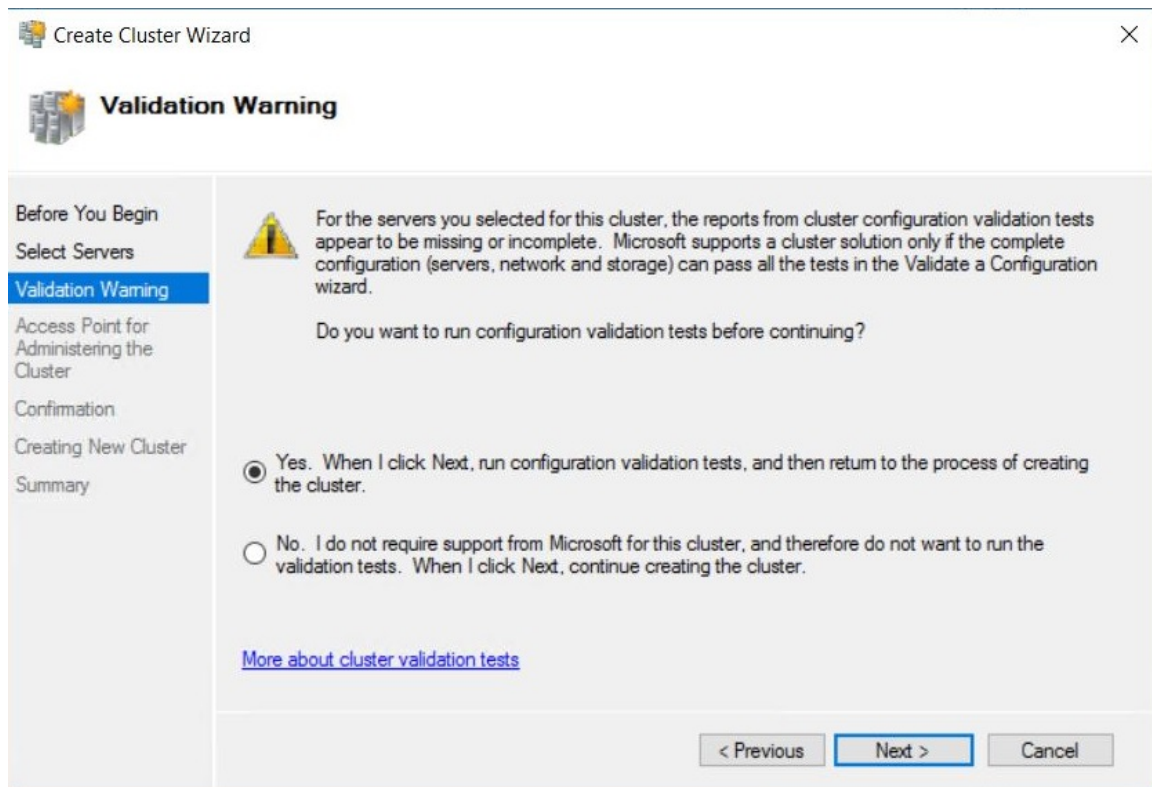 Create Cluster Wizard
Validation Warning
Before You Begin
Select Servers
Validation Warning
Access Point for
Administering the
Cluster
Confirmation
Creating New Cluster
Summary
For the servers you selected for this cluster, the reports from cluster configuration validation tests
appear to be missing or incomplete.  Microsoft supports a cluster solution only if the complete
configuration (servers, network and storage) can pass all the tests in the Validate a Configuration
wizard.
Do you want to run configuration validation tests before continuing?
Yes.  When I click Next, run configuration validation tests, and then return to the process of creating
the cluster.
No.  I do not require support from Microsoft for this cluster, and therefore do not want to run the
validation tests.  When I click Next, continue creating the cluster.
More about cluster validation tests
< Previous
Next >
Cancel